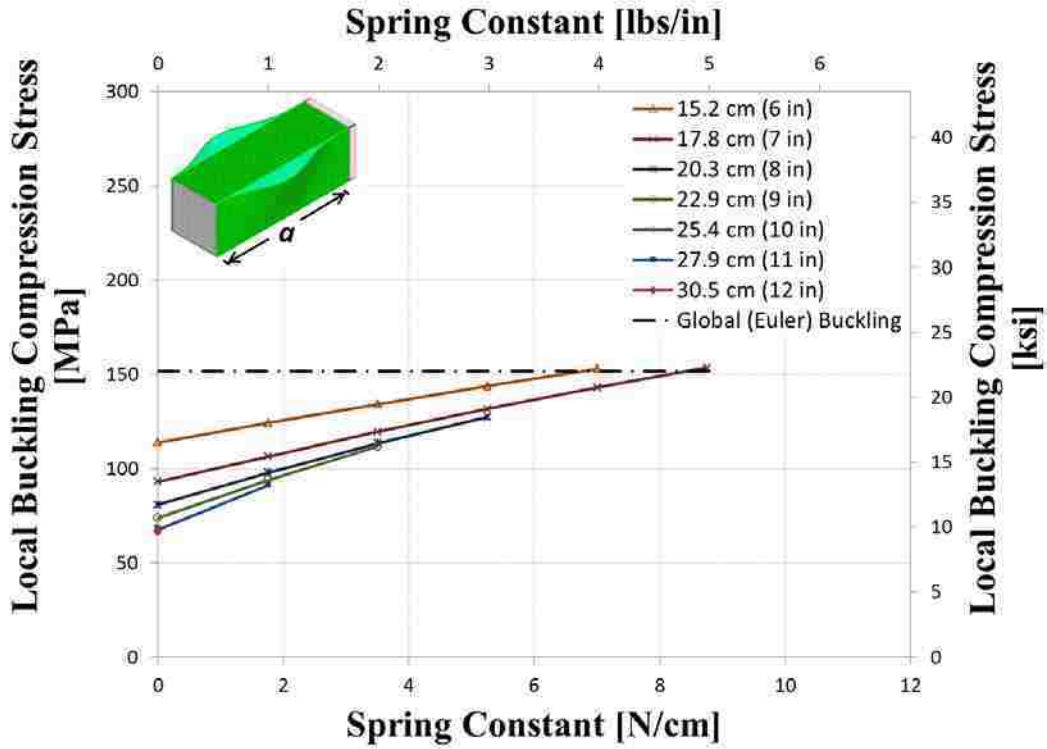 Spring Constant [lbs/in]
0 1 2 3 4 5 6
Local Buckling Compression Stress
[MPa]
300
250
200
150
100
50
0
a
15.2 cm (6 in)
17.8 cm (7 in)
20.3 cm (8 in)
22.9 cm (9 in)
25.4 cm (10 in)
27.9 cm (11 in)
30.5 cm (12 in)
Global (Euler) Buckling
40
35
30
25
20
15
10
5
0
Local Buckling Compression Stress
[ksi]
0 2 4 6 8 10 12
Spring Constant [N/cm]